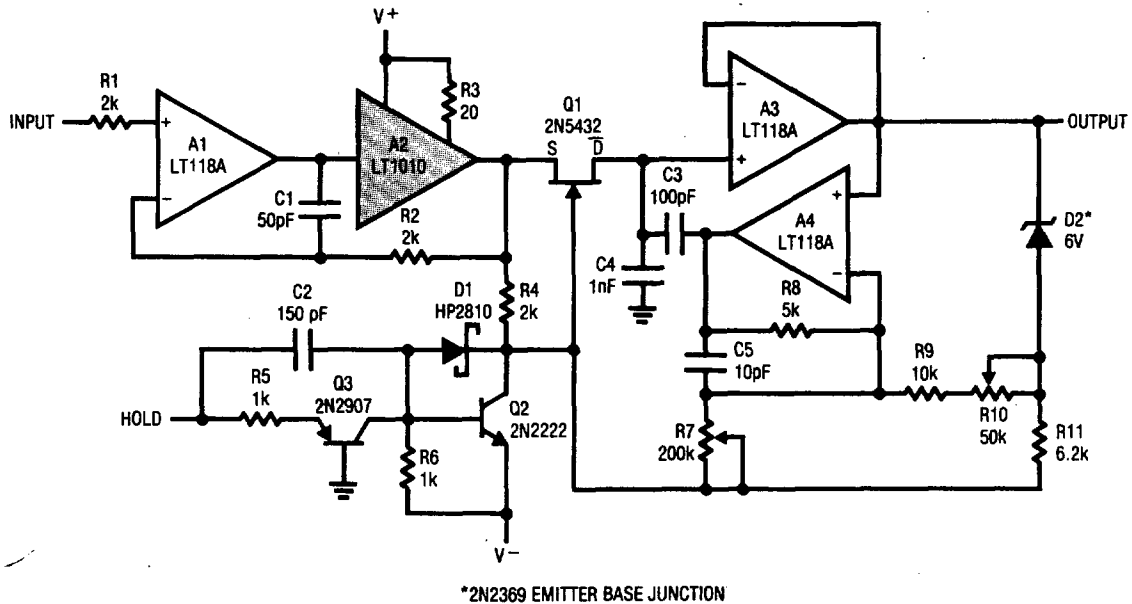 V+
R1
2k
INPUT
+
−
A1
LT118A
C1
50pF
A2
LT1010
R3
20
R2
2k
Q1
2N5432
S
D
−
+
A3
LT118A
OUTPUT
C3
100pF
+
−
A4
LT118A
D2*
6V
C4
1nF
R8
5k
C2
150 pF
D1
HP2810
R4
2k
C5
10pF
R9
10k
R10
50k
R11
6.2k
HOLD
R5
1k
Q3
2N2907
Q2
2N2222
R6
1k
R7
200k
V−
*2N2369 EMITTER BASE JUNCTION